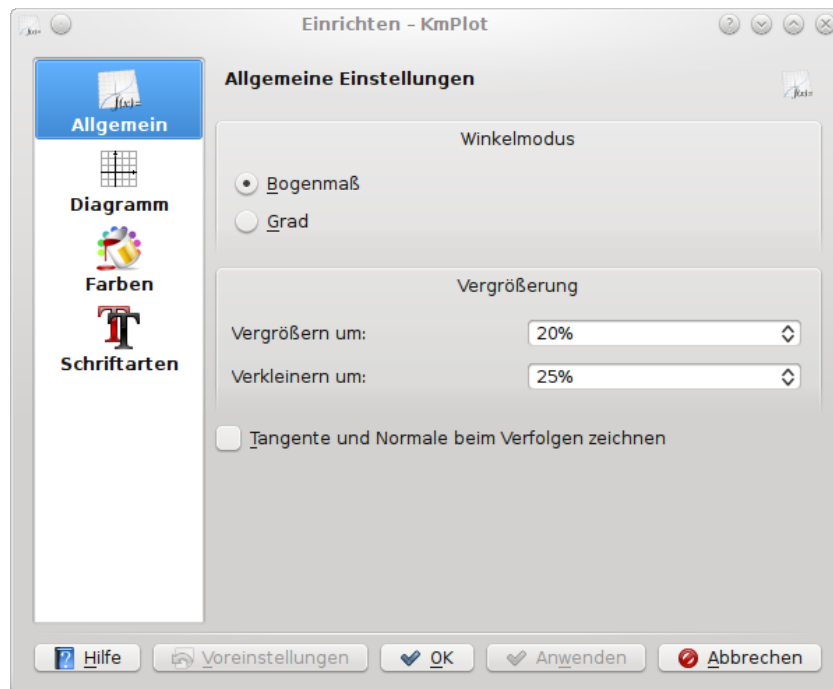 Einrichten – KmPlot
Allgemein
Diagramm
Farben
Schriftarten
Allgemeine Einstellungen
Winkelmodus
Bogenmaß
Grad
Vergrößerung
Vergrößern um: 20%
Verkleinern um: 25%
Tangente und Normale beim Verfolgen zeichnen
Hilfe Voreinstellungen OK Anwenden Abbrechen